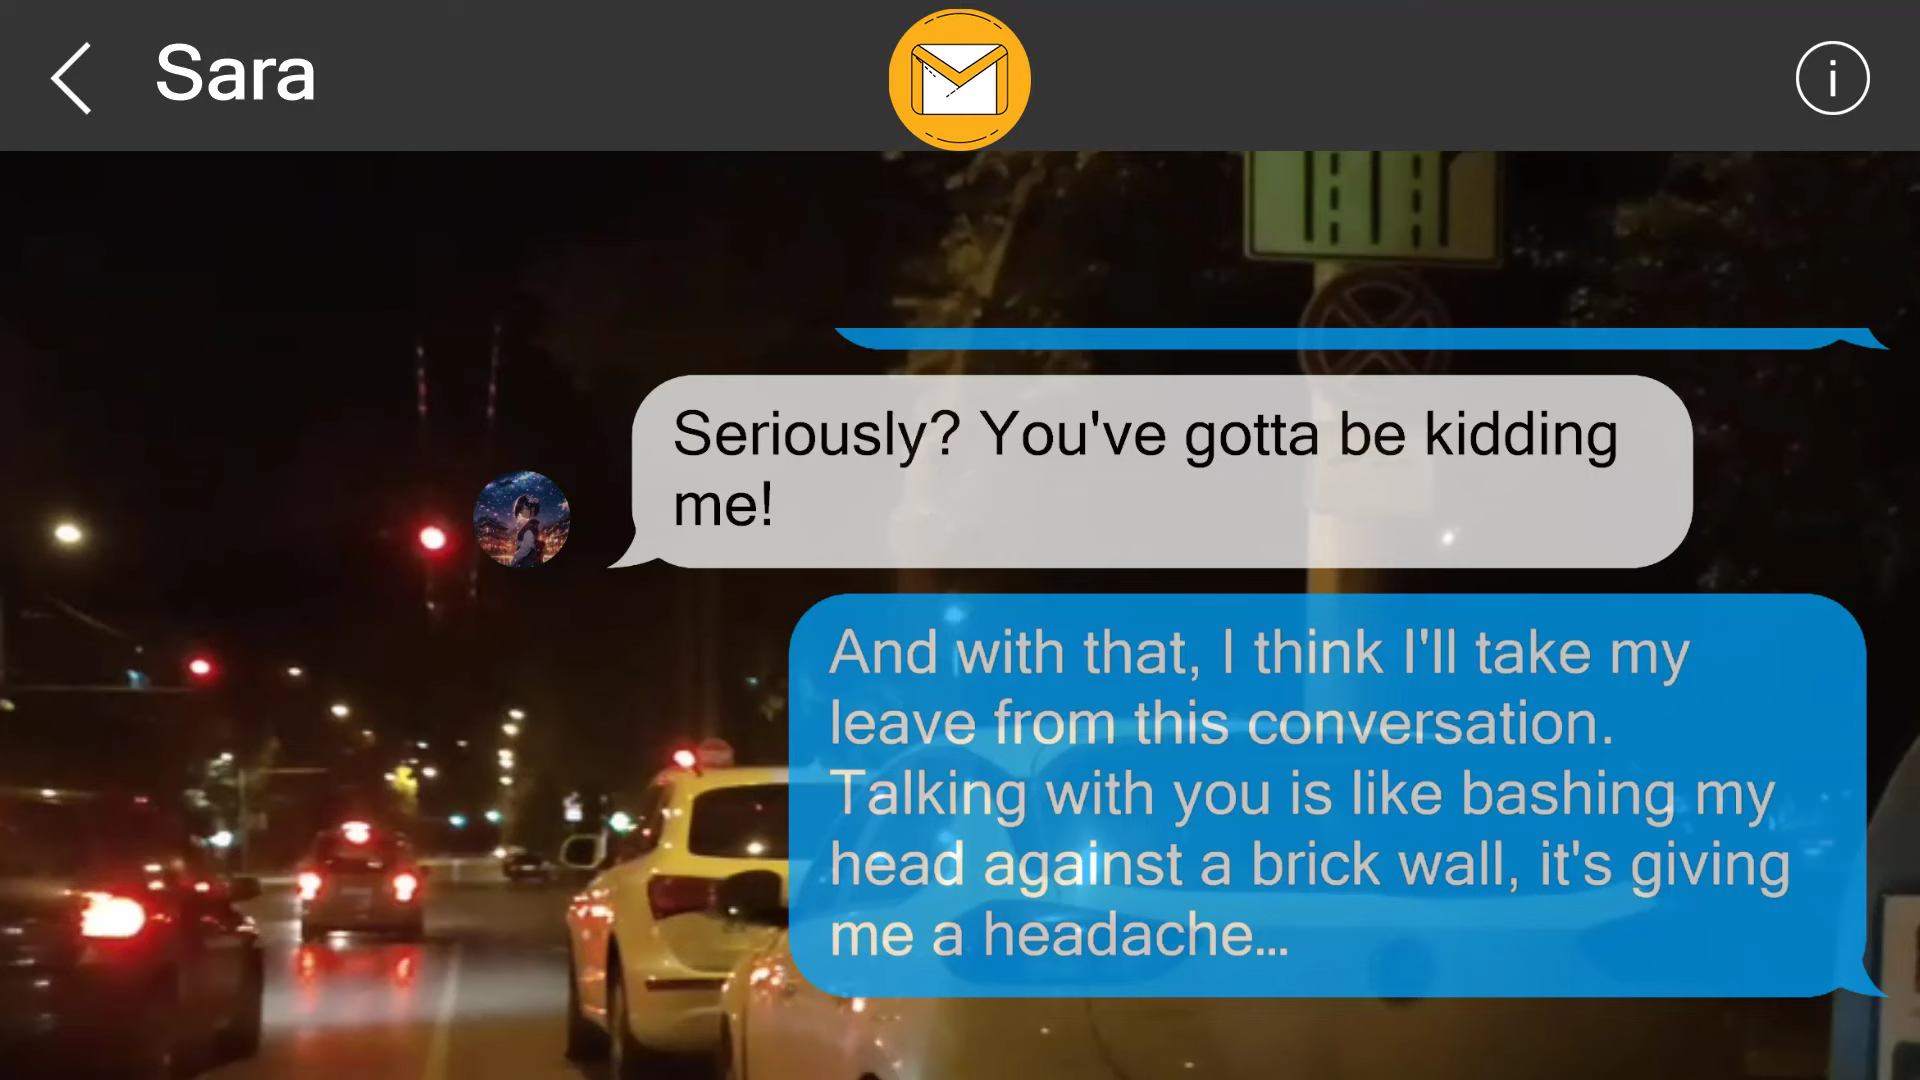 Sara
i
Seriously? You've gotta be kidding
me!
And with that, I think I'll take my
leave from this conversation.
Talking with you is like bashing my
head against a brick wall, it's giving
me a headache...